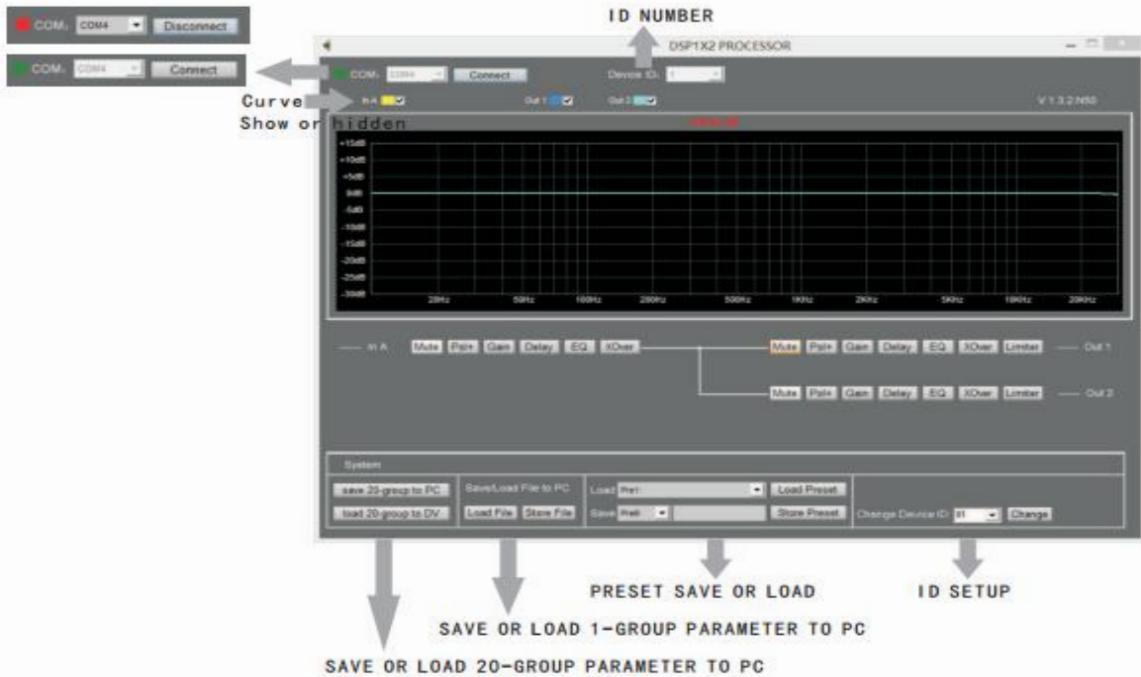 COM: COM4 Disconnect
COM: COM4 Connect
ID NUMBER
DSP1X2 PROCESSOR
COM: COM4 Connect Device ID: 1
Curve
Show or hidden
In A Out 1 Out 2 V 1.3.2.N50
+15dB
+10dB
+5dB
0dB
-5dB
-10dB
-15dB
-20dB
-25dB
-30dB
20Hz 50Hz 100Hz 200Hz 500Hz 1KHz 2KHz 5KHz 10KHz 20KHz
In A Mute Pol+ Gain Delay EQ XOver Mute Pol+ Gain Delay EQ XOver Limiter Out 1
Mute Pol+ Gain Delay EQ XOver Limiter Out 2
System
save 20-group to PC Save/Load File to PC Load Pre1: Load Preset
load 20-group to DV Load File Store File Save Store Preset Change Device ID: 01 Change
PRESET SAVE OR LOAD ID SETUP
SAVE OR LOAD 1-GROUP PARAMETER TO PC
SAVE OR LOAD 20-GROUP PARAMETER TO PC